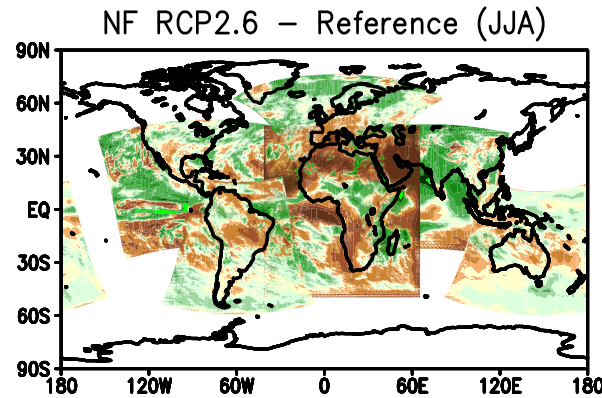 NF RCP2.6 – Reference (JJA)
90N
60N
30N
EQ
30S
60S
90S
180 120W 60W 0 60E 120E 180